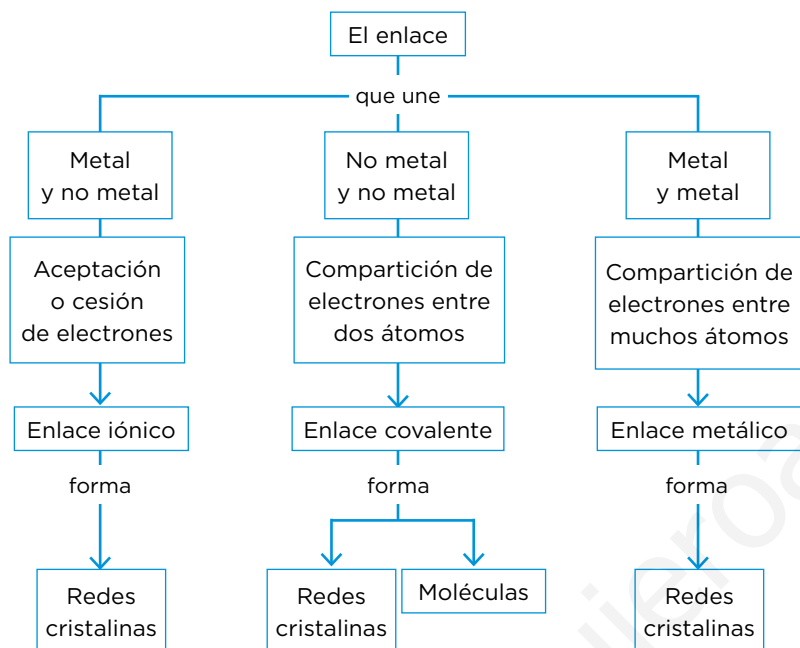 El enlace
que une
Metal
y no metal
No metal
y no metal
Metal
y metal
Aceptación
o cesión
de electrones
Compartición de
electrones entre
dos átomos
Compartición de
electrones entre
muchos átomos
Enlace iónico
Enlace covalente
Enlace metálico
forma
forma
forma
Redes
cristalinas
Redes
cristalinas
Moléculas
Redes
cristalinas